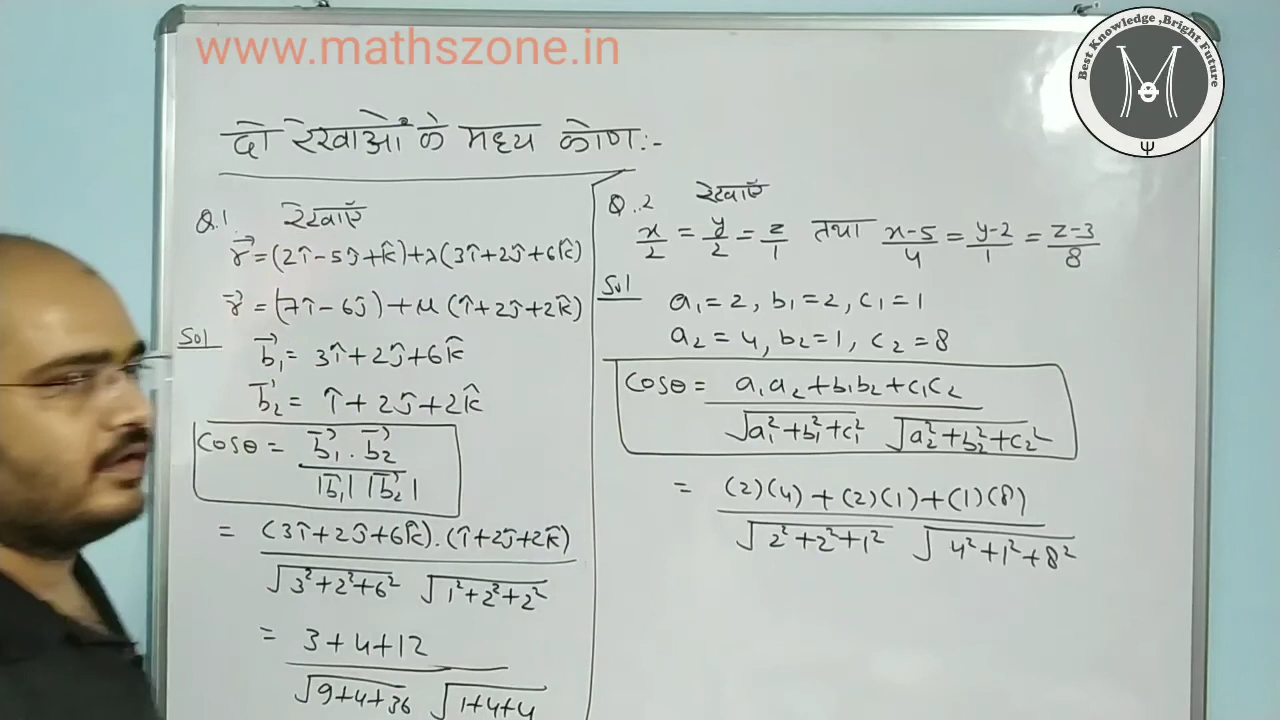 www.mathszone.in
Best Knowledge ,Bright Future
Ψ
दो रेखाओं के मध्य कोण:-
Q.1 रेखाएँ
r⃗ = (2î-5ĵ+k̂)+λ(3î+2ĵ+6k̂)
r⃗ = (7î-6ĵ)+μ(î+2ĵ+2k̂)
Sol
b⃗₁= 3î+2ĵ+6k̂
b⃗₂= î+2ĵ+2k̂
Cosθ = b⃗₁.b⃗₂ / |b⃗₁| |b⃗₂|
= (3î+2ĵ+6k̂).(î+2ĵ+2k̂) / √3²+2²+6² √1²+2²+2²
= 3+4+12 / √9+4+36 √1+4+4
Q..2 रेखाएँ
x/2 = y/2 = z/1 तथा x-5/4 = y-2/1 = z-3/8
Sol
a₁=2, b₁=2, c₁=1
a₂=4, b₂=1, c₂=8
Cosθ= a₁a₂+b₁b₂+c₁c₂ / √a₁²+b₁²+c₁² √a₂²+b₂²+c₂²
= (2)(4)+(2)(1)+(1)(8) / √2²+2²+1² √4²+1²+8²